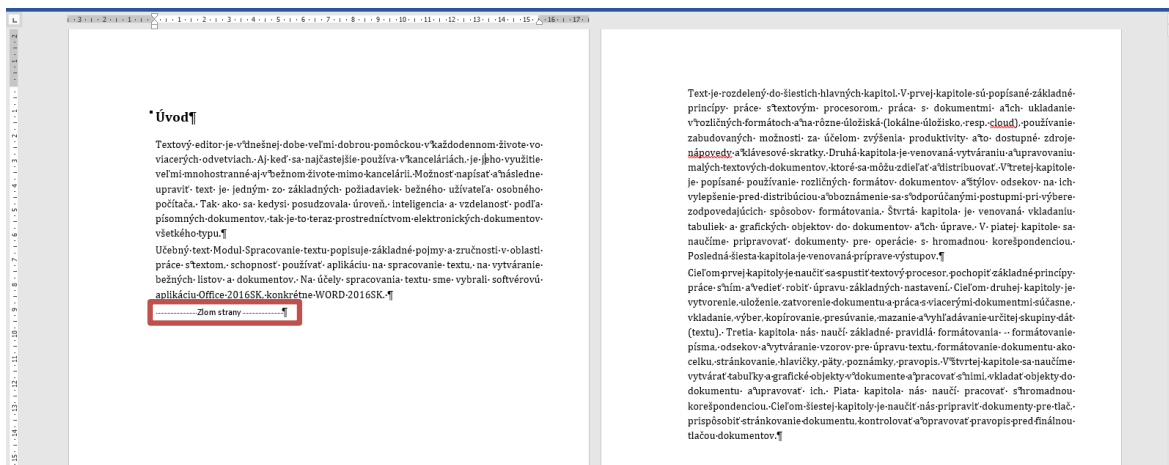 Úvod¶
Textový editor je v dnešnej dobe veľmi dobrou pomôckou v každodennom živote vo
viacerých odvetviach. Aj keď sa najčastejšie používa v kanceláriách, je jeho využitie
veľmi mnohostranné aj v bežnom živote mimo kancelárii. Možnosť napísať a následne
upraviť text je jedným zo základných požiadaviek bežného užívateľa osobného
počítača. Tak ako sa kedysi posudzovala úroveň, inteligencia a vzdelanosť podľa
písomných dokumentov, tak je to teraz prostredníctvom elektronických dokumentov
všetkého typu.¶
Učebný text Modul Spracovanie textu popisuje základné pojmy a zručnosti v oblasti
práce s textom, schopnosť používať aplikáciu na spracovanie textu, na vytváranie
bežných listov a dokumentov. Na účely spracovania textu sme vybrali softvérovú
aplikáciu Office 2016SK, konkrétne WORD 2016SK. ¶
Zlom strany ¶
Text je rozdelený do šiestich hlavných kapitol. V prvej kapitole sú popísané základné
princípy práce s textovým procesorom, práca s dokumentmi a ich ukladanie
v rozličných formátoch a na rôzne úložiská (lokálne úložisko, resp. cloud), používanie
zabudovaných možnosti za účelom zvýšenia produktivity a to dostupné zdroje
nápovedy a klávesové skratky. Druhá kapitola je venovaná vytváraniu a upravovaniu
malých textových dokumentov, ktoré sa môžu zdieľať a distribuovať. V tretej kapitole
je popísané používanie rozličných formátov dokumentov a štýlov odsekov na ich
vylepšenie pred distribúciou a oboznámenie sa s odporúčanými postupmi pri výbere
zodpovedajúcich spôsobov formátovania. Štvrtá kapitola je venovaná vkladaniu
tabuliek a grafických objektov do dokumentov a ich úprave. V piatej kapitole sa
naučíme pripravovať dokumenty pre operácie s hromadnou korešpondenciou.
Posledná šiesta kapitola je venovaná príprave výstupov.¶
Cieľom prvej kapitoly je naučiť sa spustiť textový procesor, pochopiť základné princípy
práce s ním a vedieť robiť úpravu základných nastavení. Cieľom druhej kapitoly je
vytvorenie, uloženie, zatvorenie dokumentu a práca s viacerými dokumentmi súčasne,
vkladanie, výber, kopírovanie, presúvanie, mazanie a vyhľadávanie určitej skupiny dát
(textu). Tretia kapitola nás naučí základné pravidlá formátovania – formátovanie
písma, odsekov a vytváranie vzorov pre úpravu textu, formátovanie dokumentu ako
celku, stránkovanie, hlavičky, päty, poznámky, pravopis. V štvrtej kapitole sa naučíme
vytvárať tabuľky a grafické objekty v dokumente a pracovať s nimi, vkladať objekty do
dokumentu a upravovať ich. Piata kapitola nás naučí pracovať s hromadnou
korešpondenciou. Cieľom šiestej kapitoly je naučiť nás pripraviť dokumenty pre tlač,
prispôsobiť stránkovanie dokumentu, kontrolovať a opravovať pravopis pred finálnou
tlačou dokumentov.¶